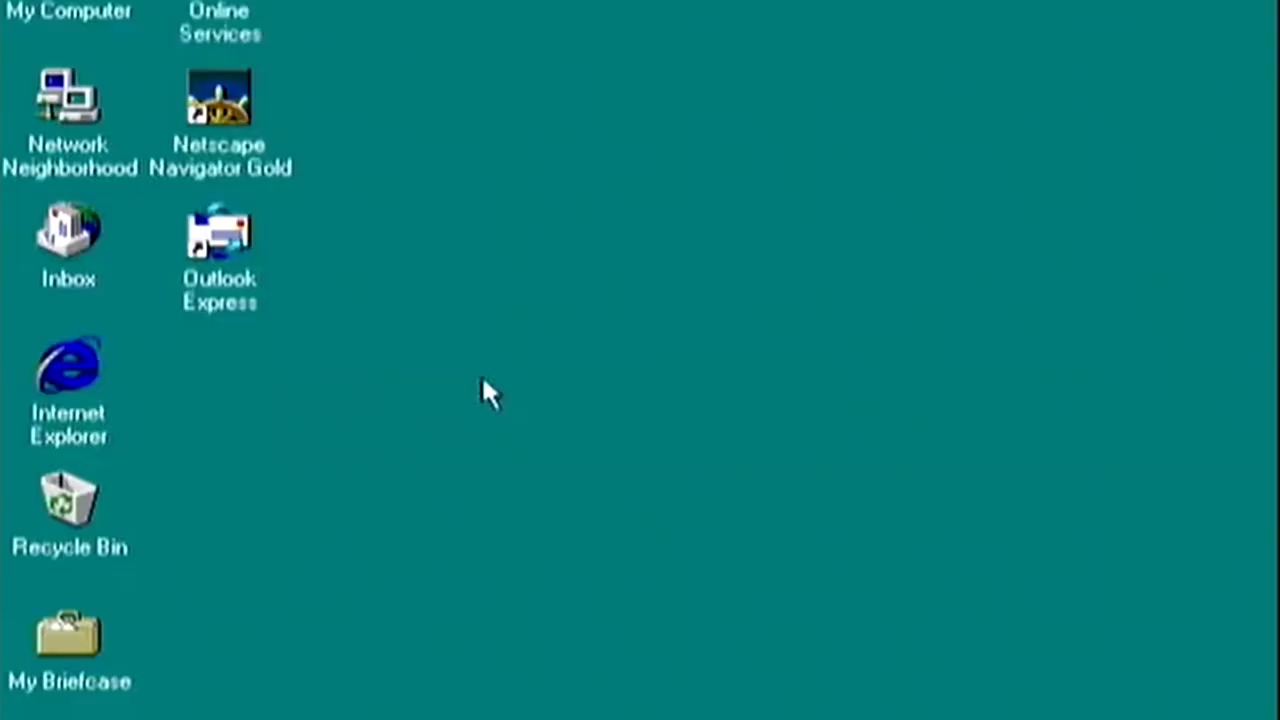 My Computer
Online
Services
Network
Neighborhood
Netscape
Navigator Gold
Inbox
Outlook
Express
Internet
Explorer
Recycle Bin
My Briefcase